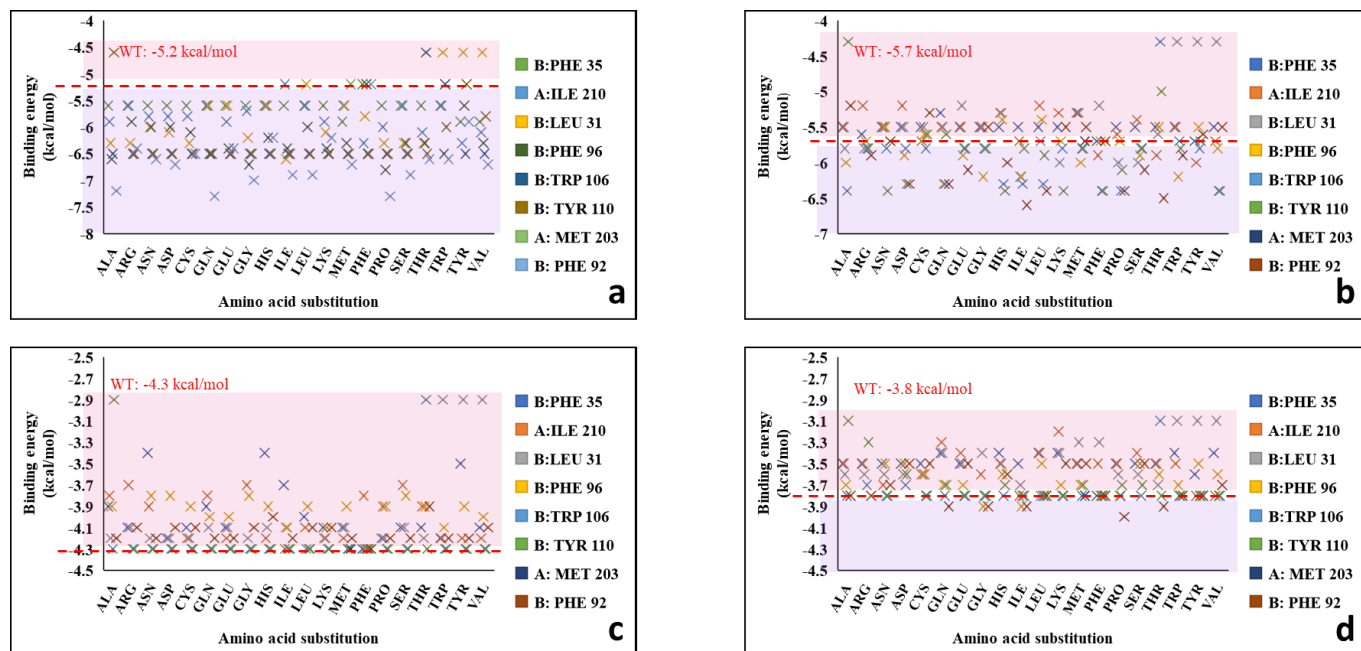 -4
-4.5
-5
-5.5
-6
-6.5
-7
-7.5
-8
Binding energy
(kcal/mol)
WT: -5.2 kcal/mol
ALA
ARG
ASN
ASP
CYS
GLN
GLU
GLY
HIS
ILE
LEU
LYS
MET
PHE
PRO
SER
THR
TRP
TYR
VAL
Amino acid substitution
B:PHE 35
A:ILE 210
B:LEU 31
B:PHE 96
B:TRP 106
B: TYR 110
A: MET 203
B: PHE 92
a
-4
-4.5
-5
-5.5
-6
-6.5
-7
Binding energy
(kcal/mol)
WT: -5.7 kcal/mol
ALA
ARG
ASN
ASP
CYS
GLN
GLU
GLY
HIS
ILE
LEU
LYS
MET
PHE
PRO
SER
THR
TRP
TYR
VAL
Amino acid substitution
B:PHE 35
A:ILE 210
B:LEU 31
B:PHE 96
B:TRP 106
B: TYR 110
A: MET 203
B: PHE 92
b
-2.5
-2.7
-2.9
-3.1
-3.3
-3.5
-3.7
-3.9
-4.1
-4.3
-4.5
Binding energy
(kcal/mol)
WT: -4.3 kcal/mol
ALA
ARG
ASN
ASP
CYS
GLN
GLU
GLY
HIS
ILE
LEU
LYS
MET
PHE
PRO
SER
THR
TRP
TYR
VAL
Amino acid substitution
B:PHE 35
A:ILE 210
B:LEU 31
B:PHE 96
B:TRP 106
B: TYR 110
A: MET 203
B: PHE 92
c
-2.5
-2.7
-2.9
-3.1
-3.3
-3.5
-3.7
-3.9
-4.1
-4.3
-4.5
Binding energy
(kcal/mol)
WT: -3.8 kcal/mol
ALA
ARG
ASN
ASP
CYS
GLN
GLU
GLY
HIS
ILE
LEU
LYS
MET
PHE
PRO
SER
THR
TRP
TYR
VAL
Amino acid substitution
B:PHE 35
A:ILE 210
B:LEU 31
B:PHE 96
B:TRP 106
B: TYR 110
A: MET 203
B: PHE 92
d